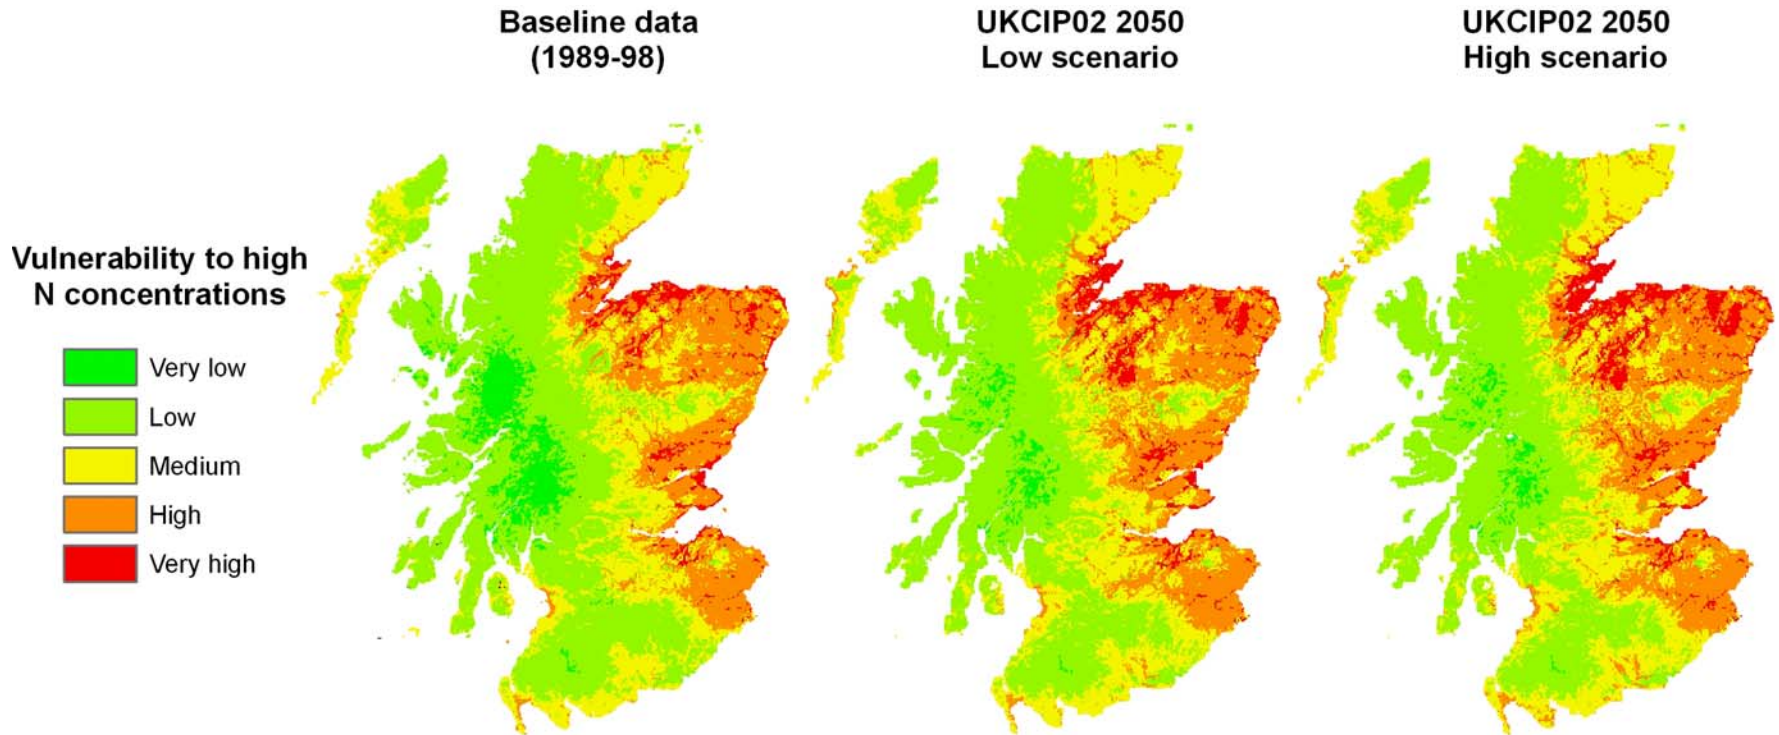 Baseline data
(1989-98)
UKCIP02 2050
Low scenario
UKCIP02 2050
High scenario
Vulnerability to high
N concentrations
Very low
Low
Medium
High
Very high